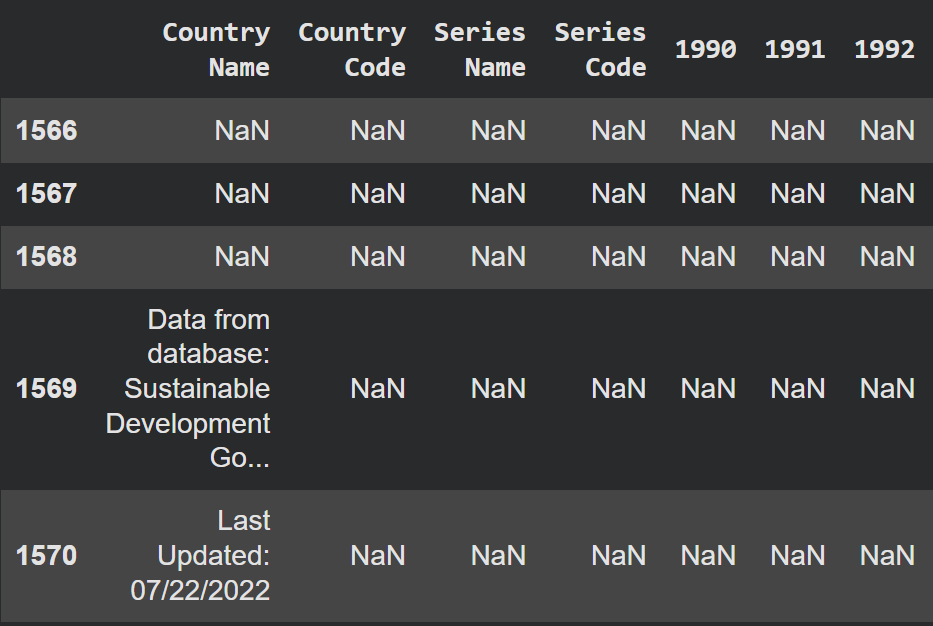 Country Name Country Code Series Name Series Code 1990 1991 1992
1566 NaN NaN NaN NaN NaN NaN NaN
1567 NaN NaN NaN NaN NaN NaN NaN
1568 NaN NaN NaN NaN NaN NaN NaN
Data from
database:
1569 Sustainable NaN NaN NaN NaN NaN NaN
Development
Go...
Last
1570 Updated: NaN NaN NaN NaN NaN NaN
07/22/2022